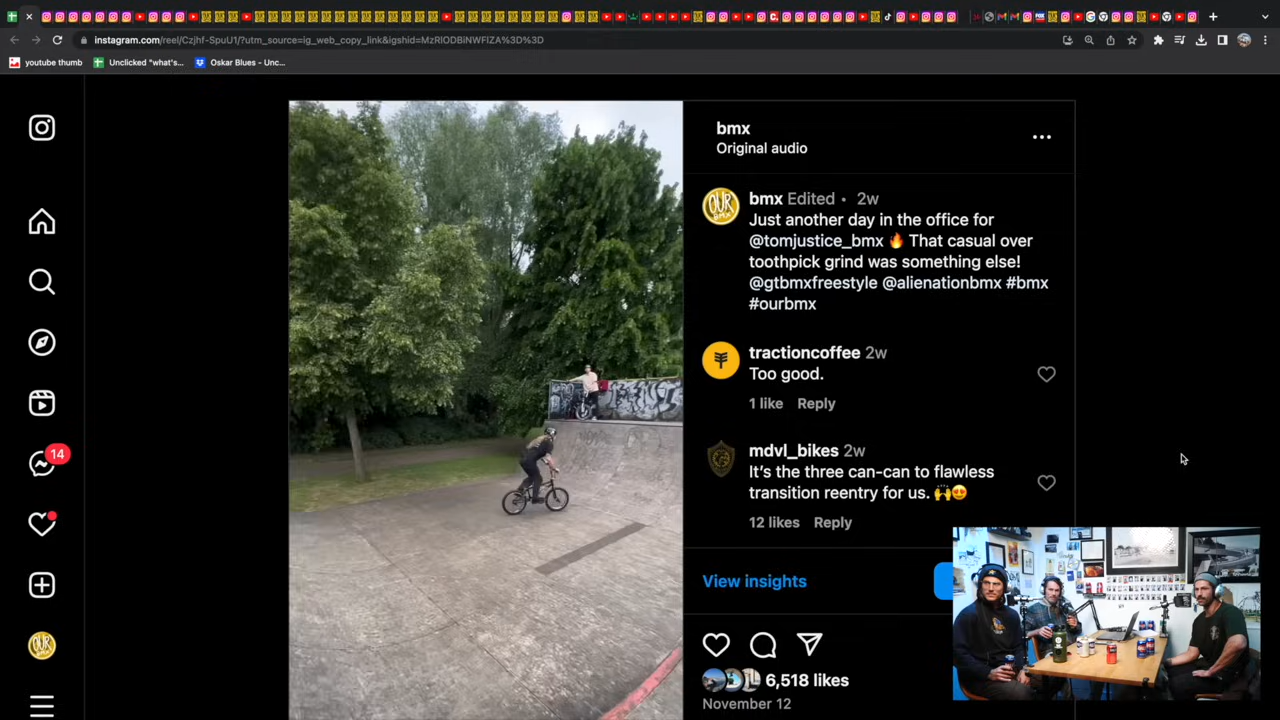 instagram.com/reel/Czjhf-SpuU1/?utm_source=ig_web_copy_link&igshid=MzRlODBiNWFlZA%3D%3D
youtube thumb
Unclicked "what's...
Oskar Blues - Unc...
bmx
Original audio
OUR BMX
bmx Edited • 2w
Just another day in the office for
@tomjustice_bmx 🔥 That casual over
toothpick grind was something else!
@gtbmxfreestyle @alienationbmx #bmx
#ourbmx
tractioncoffee 2w
Too good.
1 like Reply
mdvl_bikes 2w
It's the three can-can to flawless
transition reentry for us. 🙌😍
12 likes Reply
14
View insights
6,518 likes
November 12